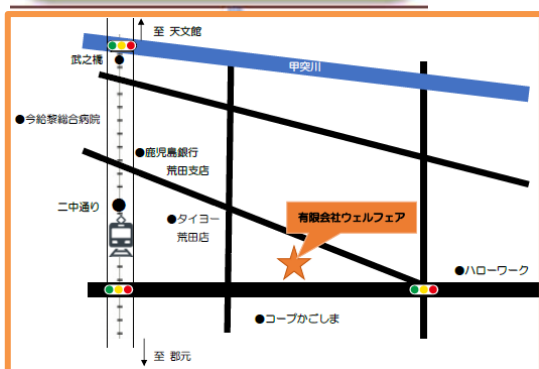 至 天文館
武之橋
甲突川
●今給黎総合病院
●鹿児島銀行
荒田支店
二中通り
●タイヨー
荒田店
有限会社ウェルフェア
●ハローワーク
●コープかごしま
至 郡元